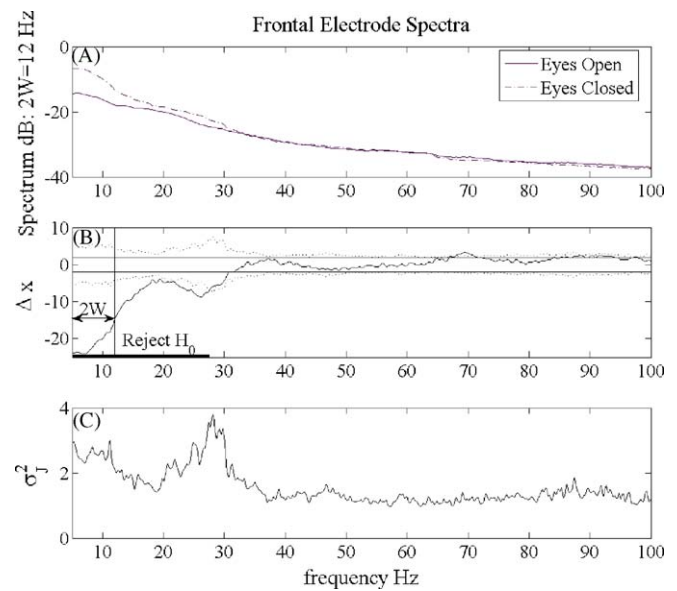 Frontal Electrode Spectra
Spectrum dB: 2W=12 Hz
0
-20
-40
(A)
Eyes Open
Eyes Closed
10 20 30 40 50 60 70 80 90 100
Δ x
10
0
-10
-20
(B)
2W
Reject H0
10 20 30 40 50 60 70 80 90 100
σ²J
4
2
0
(C)
10 20 30 40 50 60 70 80 90 100
frequency Hz